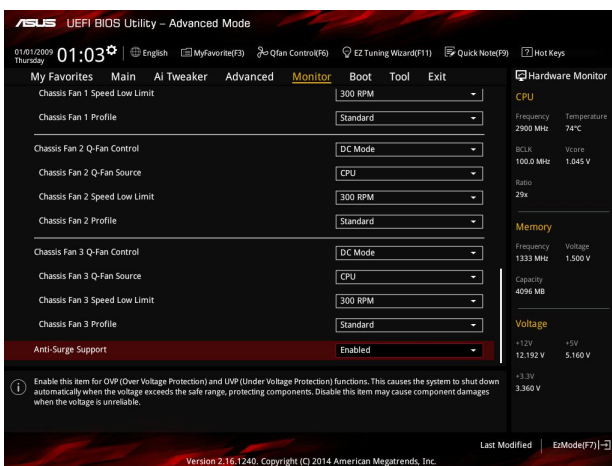 ASUS UEFI BIOS Utility – Advanced Mode
01/01/2009 Thursday 01:03 English MyFavorite(F3) Qfan Control(F6) EZ Tuning Wizard(F11) Quick Note(F9) ? Hot Keys
My Favorites Main Ai Tweaker Advanced Monitor Boot Tool Exit
Chassis Fan 1 Speed Low Limit 300 RPM
Chassis Fan 1 Profile Standard
Chassis Fan 2 Q-Fan Control DC Mode
Chassis Fan 2 Q-Fan Source CPU
Chassis Fan 2 Speed Low Limit 300 RPM
Chassis Fan 2 Profile Standard
Chassis Fan 3 Q-Fan Control DC Mode
Chassis Fan 3 Q-Fan Source CPU
Chassis Fan 3 Speed Low Limit 300 RPM
Chassis Fan 3 Profile Standard
Anti-Surge Support Enabled
Enable this item for OVP (Over Voltage Protection) and UVP (Under Voltage Protection) functions. This causes the system to shut down
automatically when the voltage exceeds the safe range, protecting components. Disable this item may cause component damages
when the voltage is unreliable.
Hardware Monitor
CPU
Frequency Temperature
2900 MHz 74°C
BCLK Vcore
100.0 MHz 1.045 V
Ratio
29x
Memory
Frequency Voltage
1333 MHz 1.500 V
Capacity
4096 MB
Voltage
+12V +5V
12.192 V 5.160 V
+3.3V
3.360 V
Last Modified EzMode(F7)
Version 2.16.1240. Copyright (C) 2014 American Megatrends, Inc.